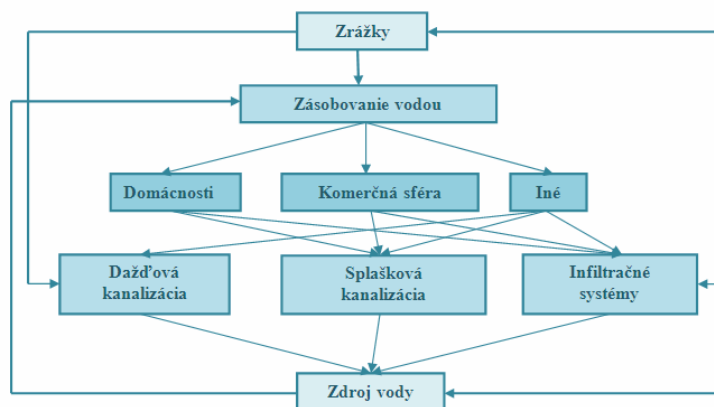 Zrážky
Zásobovanie vodou
Domácnosti
Komerčná sféra
Iné
Dažďová
kanalizácia
Splašková
kanalizácia
Infiltračné
systémy
Zdroj vody